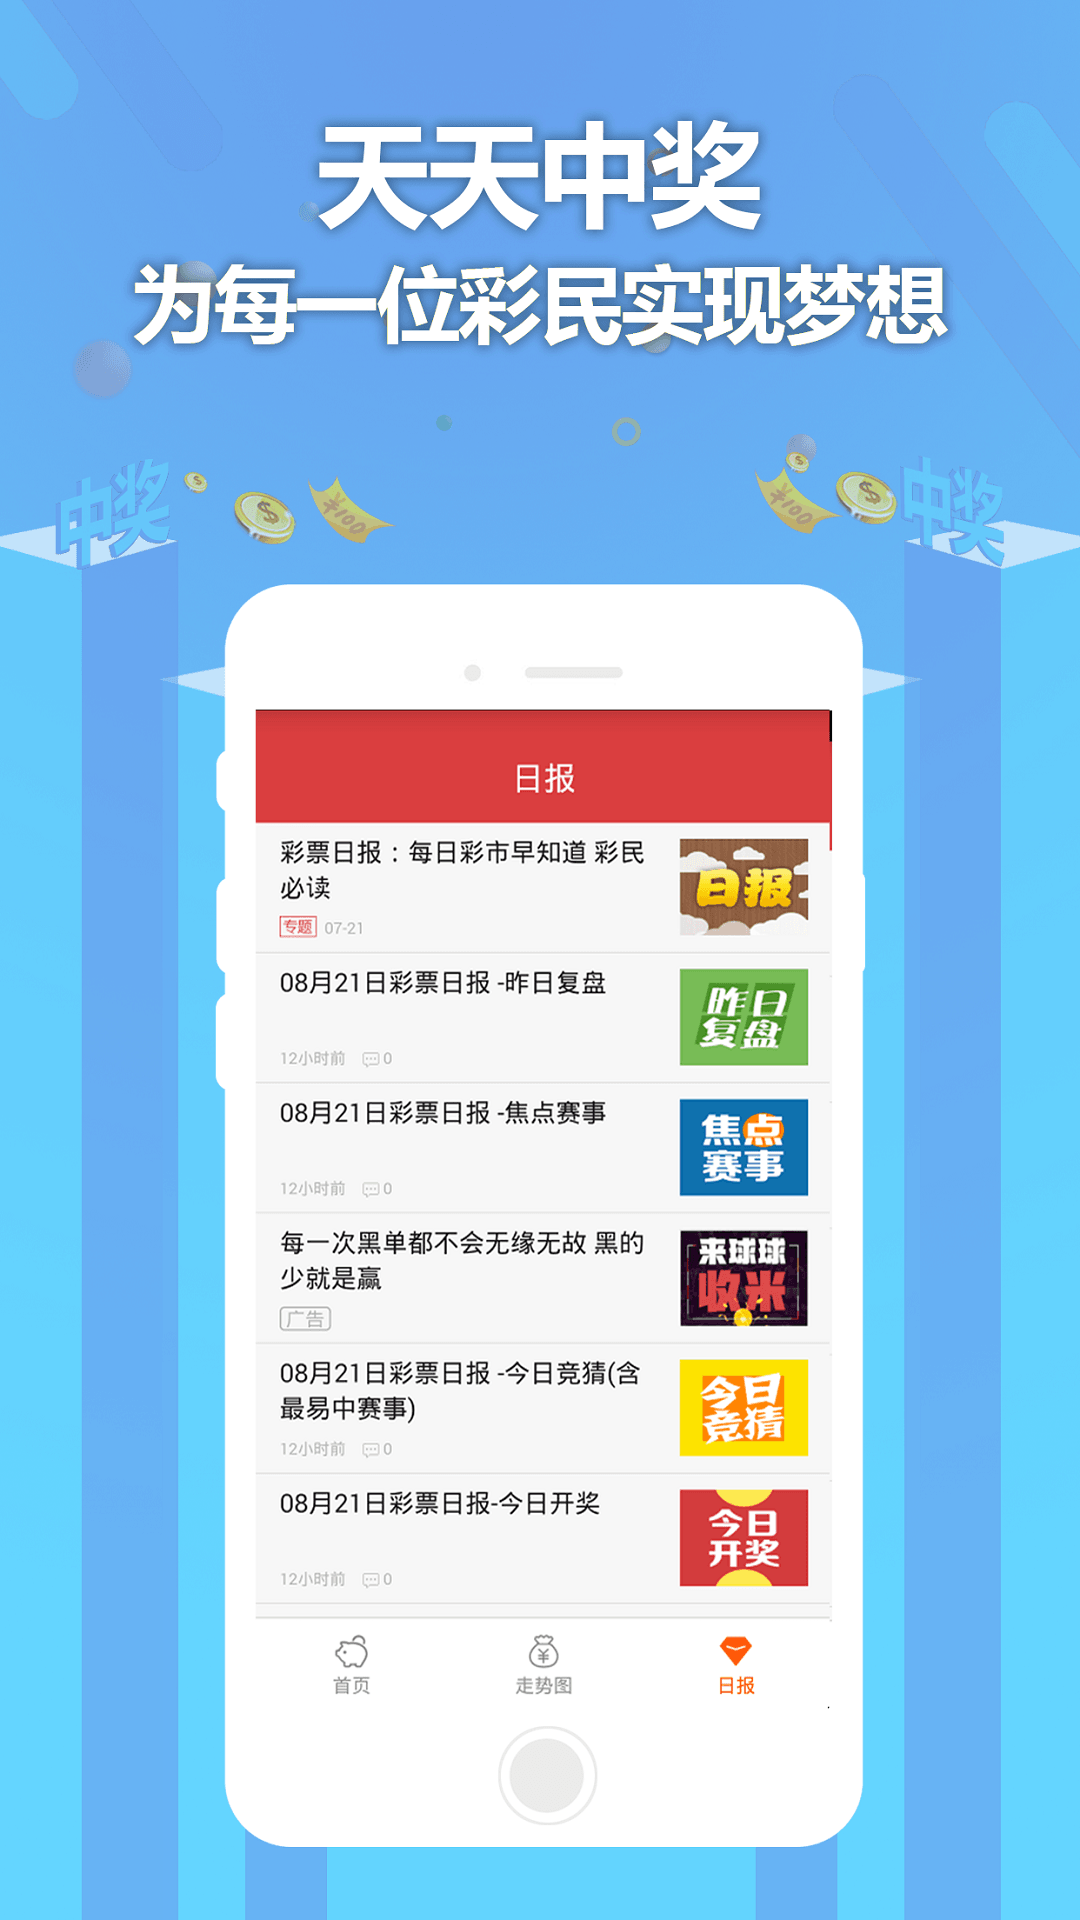 天天中奖
为每一位彩民实现梦想
中奖
¥100
¥100
中奖
日报
彩票日报：每日彩市早知道 彩民
必读
专题 07-21
日报
08月21日彩票日报 -昨日复盘
12小时前 0
昨日
复盘
08月21日彩票日报 -焦点赛事
12小时前 0
焦点
赛事
每一次黑单都不会无缘无故 黑的
少就是赢
广告
来球球
收米
08月21日彩票日报 -今日竞猜(含
最易中赛事)
12小时前 0
今日
竞猜
08月21日彩票日报-今日开奖
12小时前 0
今日
开奖
首页 走势图 日报